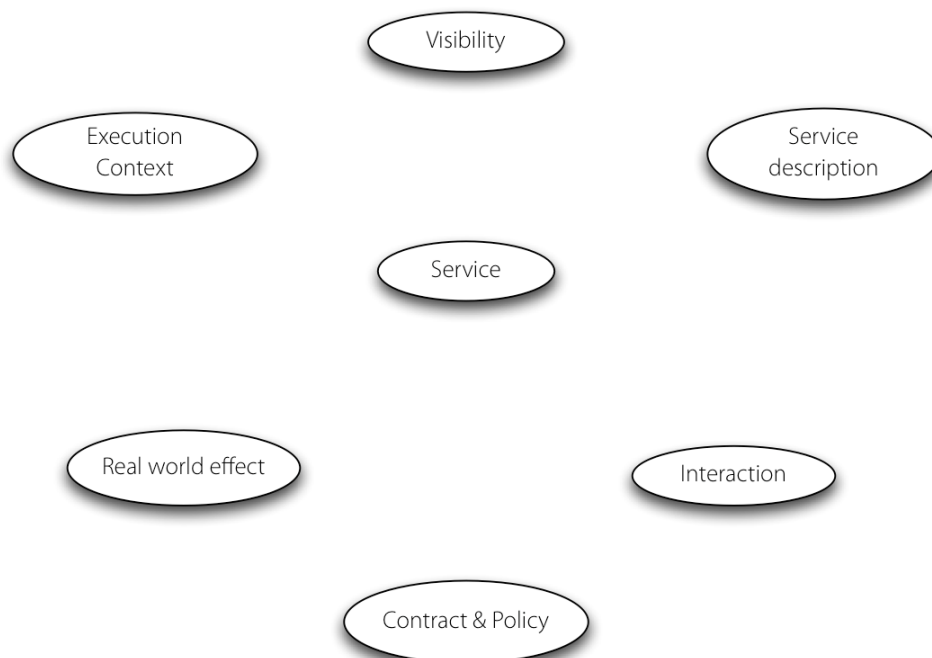 Visibility
Execution
Context
Service
description
Service
Real world effect
Interaction
Contract & Policy